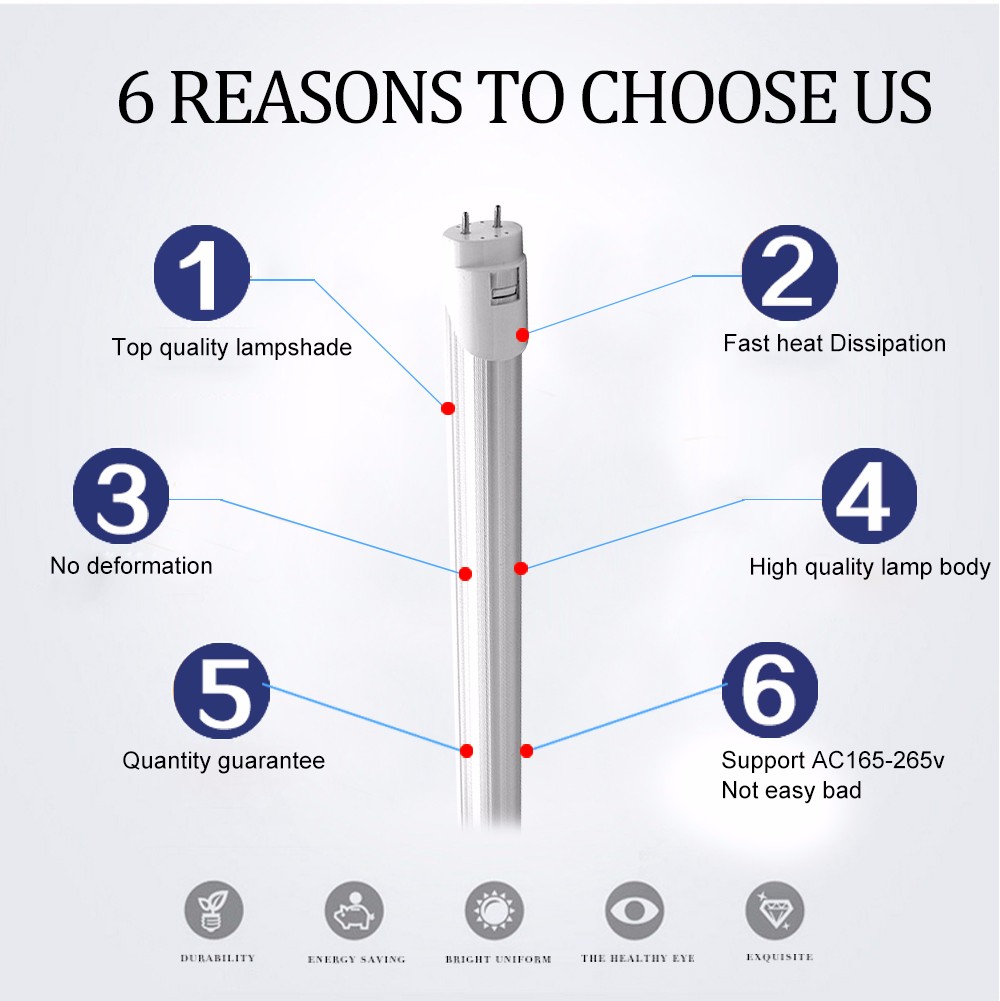 6 REASONS TO CHOOSE US
1
2
Top quality lampshade
Fast heat Dissipation
3
4
No deformation
High quality lamp body
5
6
Quantity guarantee
Support AC165-265v
Not easy bad
DURABILITY
ENERGY SAVING
BRIGHT UNIFORM
THE HEALTHY EYE
EXQUISITE